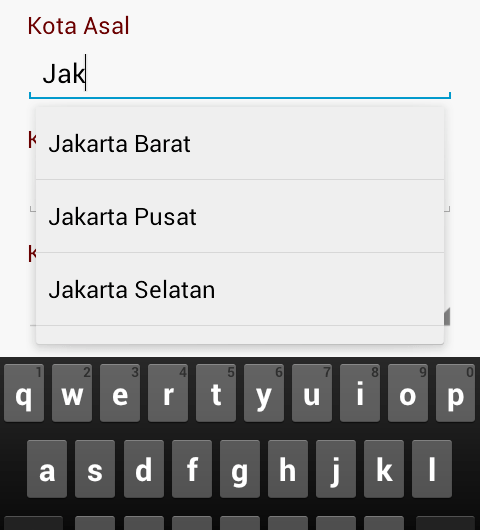 Kota Asal
Jak
K
Jakarta Barat
Jakarta Pusat
K
Jakarta Selatan
1 2 3 4 5 6 7 8 9 0
q w e r t y u i o p
a s d f g h j k l